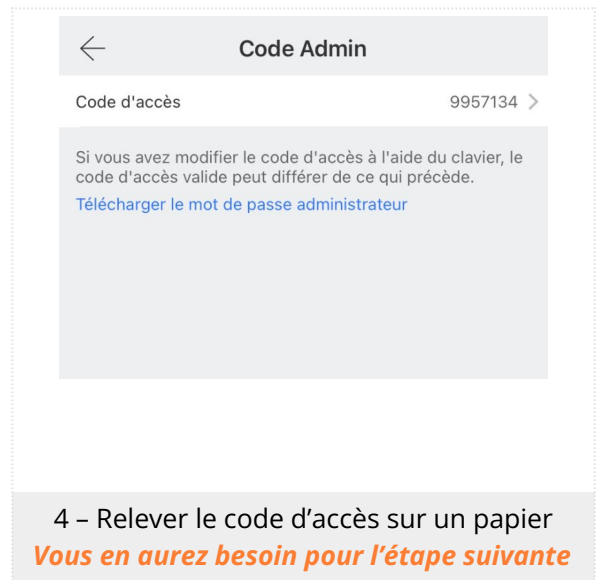 Code Admin
Code d'accès 9957134
Si vous avez modifier le code d'accès à l'aide du clavier, le
code d'accès valide peut différer de ce qui précède.
Télécharger le mot de passe administrateur
4 – Relever le code d’accès sur un papier
Vous en aurez besoin pour l’étape suivante